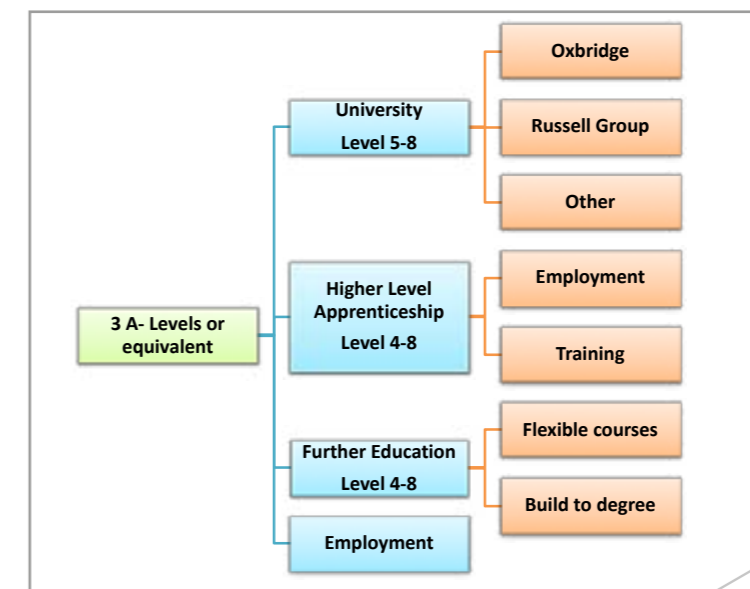 3 A- Levels or
equivalent
University
Level 5-8
Oxbridge
Russell Group
Other
Higher Level
Apprenticeship
Level 4-8
Employment
Training
Further Education
Level 4-8
Flexible courses
Build to degree
Employment